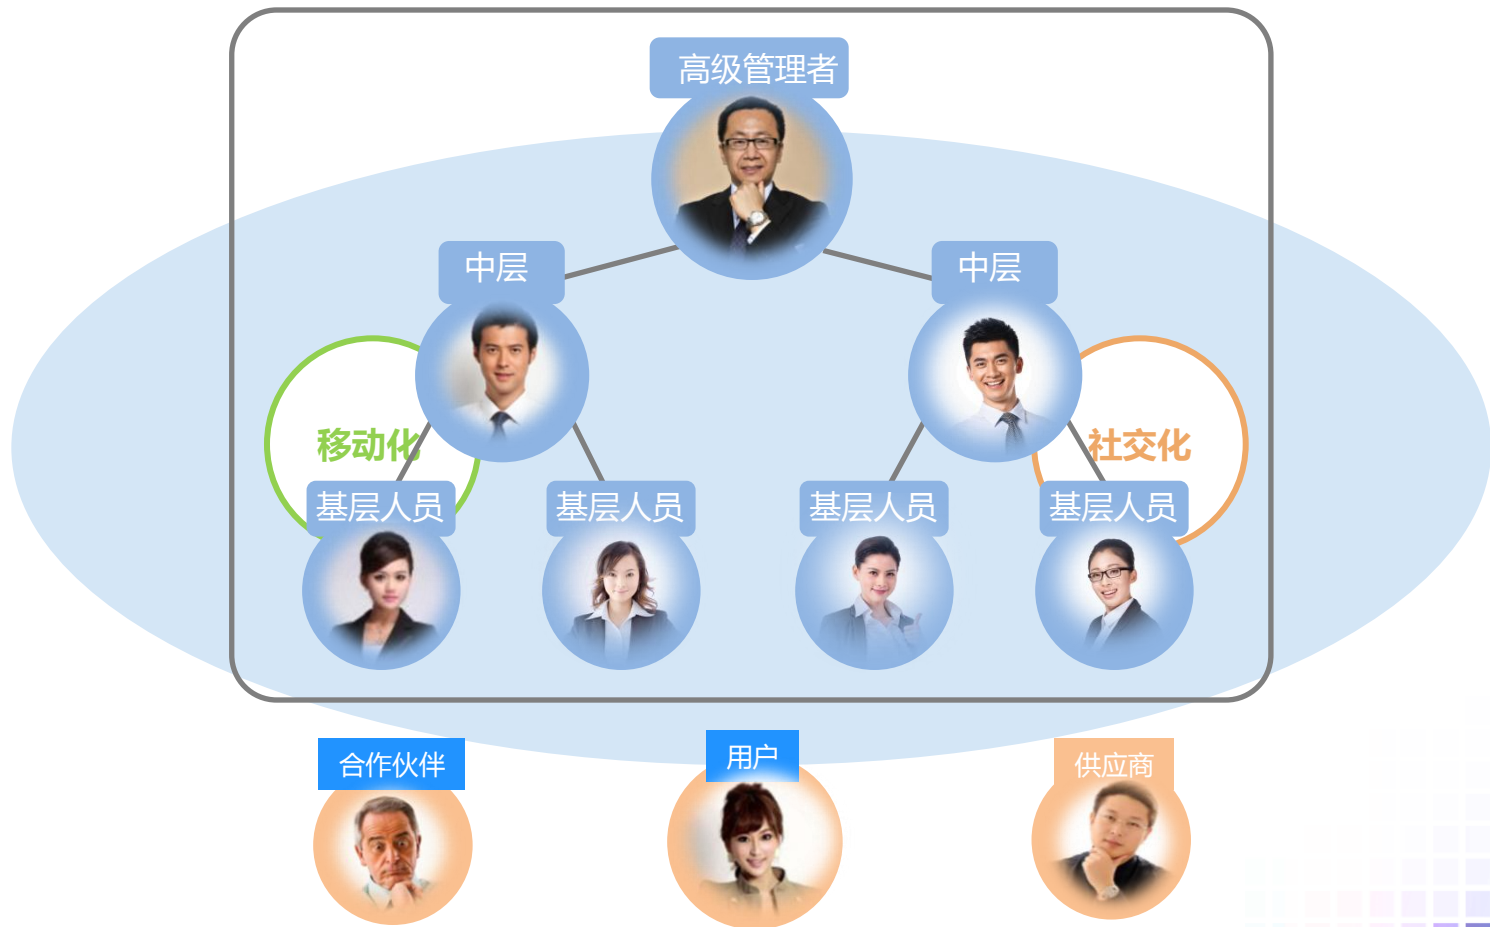 高级管理者
中层
中层
移动化
社交化
基层人员
基层人员
基层人员
基层人员
合作伙伴
用户
供应商